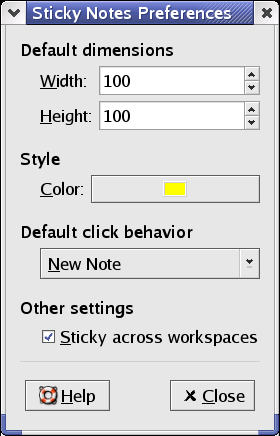 Sticky Notes Preferences
Default dimensions
Width: 100
Height: 100
Style
Color:
Default click behavior
New Note
Other settings
Sticky across workspaces
Help Close